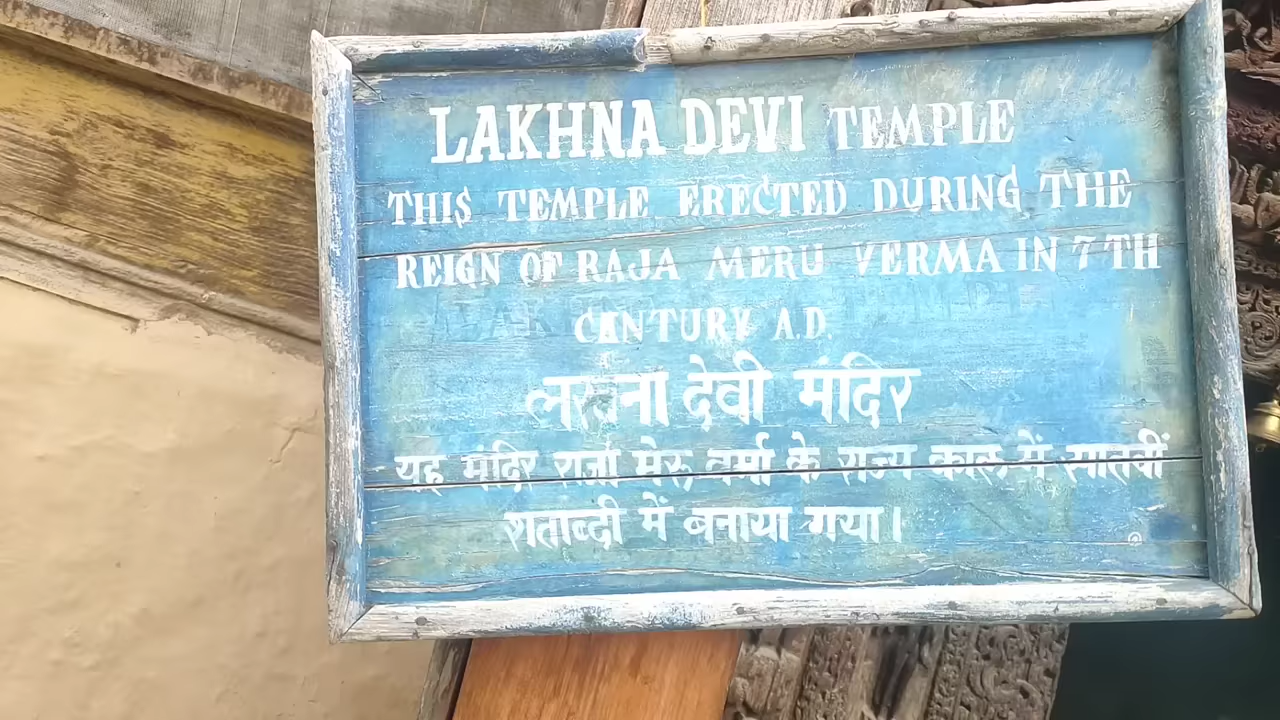 LAKHNA DEVI TEMPLE
THIS TEMPLE ERECTED DURING THE
REIGN OF RAJA MERU VERMA IN 7TH
CENTURY A.D.
लखना देवी मंदिर
यह मंदिर राजा मेरू वर्मा के राज्य काल में सातवीं
शताब्दी में बनाया गया।